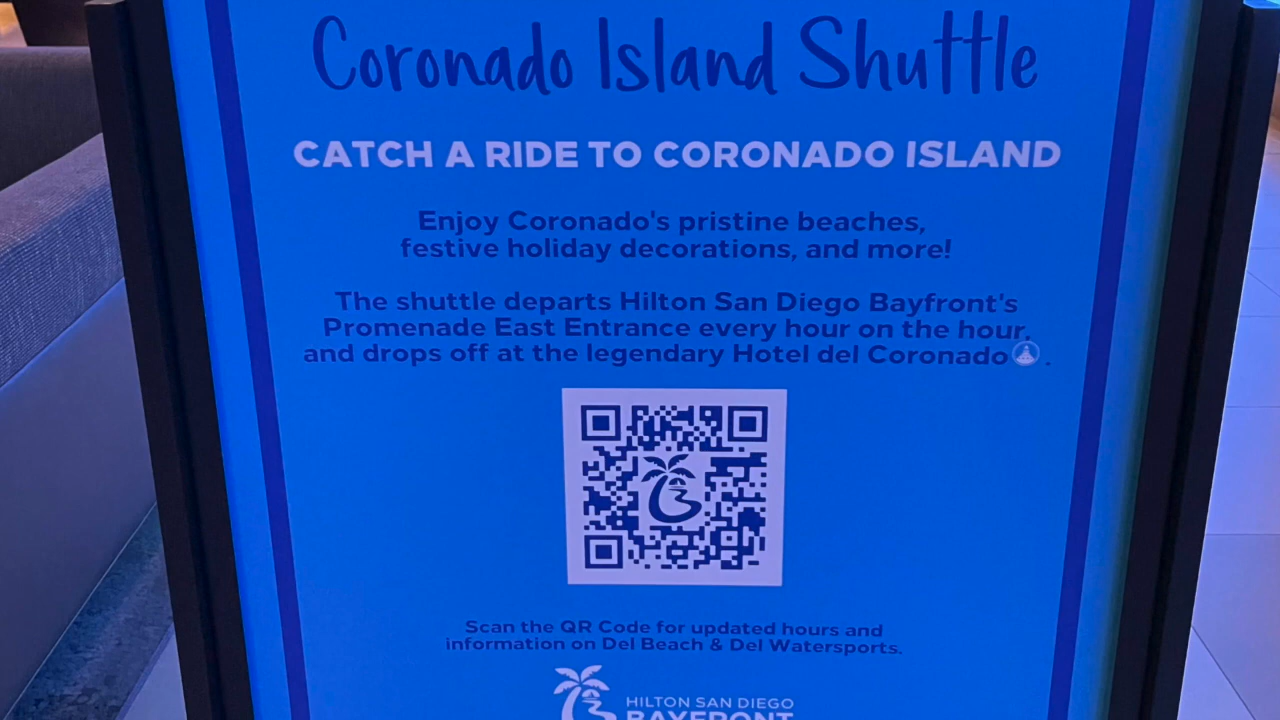 Coronado Island Shuttle
CATCH A RIDE TO CORONADO ISLAND
Enjoy Coronado's pristine beaches,
festive holiday decorations, and more!
The shuttle departs Hilton San Diego Bayfront's
Promenade East Entrance every hour on the hour,
and drops off at the legendary Hotel del Coronado .
Scan the QR Code for updated hours and
information on Del Beach & Del Watersports.
HILTON SAN DIEGO
BAYFRONT